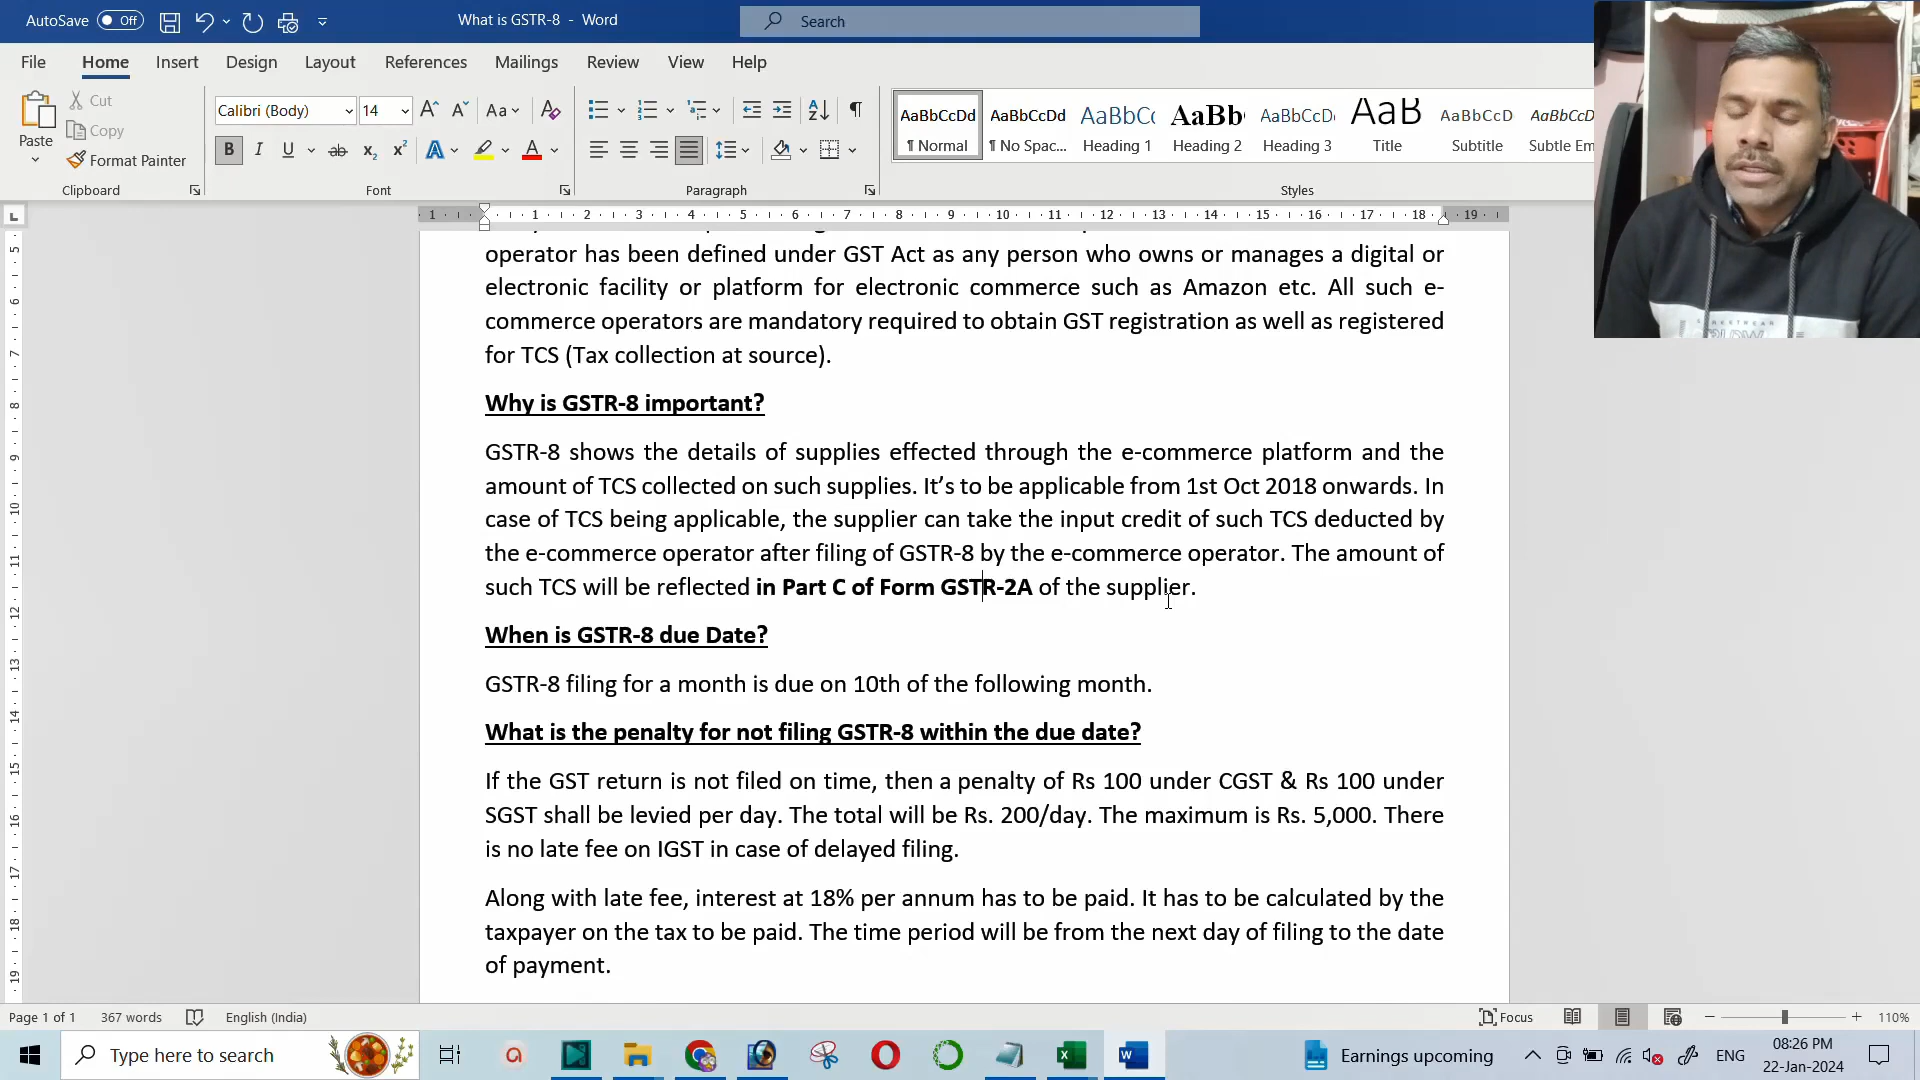 AutoSave Off
What is GSTR-8 - Word
Search
File Home Insert Design Layout References Mailings Review View Help
Paste
Cut
Copy
Format Painter
Clipboard
Calibri (Body) 14
Font
Paragraph
AaBbCcDd ¶ Normal
AaBbCcDd ¶ No Spac...
AaBbCc Heading 1
AaBb Heading 2
AaBbCcDd Heading 3
AaB Title
AaBbCcD Subtitle
AaBbCcD Subtle Em
Styles
operator has been defined under GST Act as any person who owns or manages a digital or
electronic facility or platform for electronic commerce such as Amazon etc. All such e-
commerce operators are mandatory required to obtain GST registration as well as registered
for TCS (Tax collection at source).
Why is GSTR-8 important?
GSTR-8 shows the details of supplies effected through the e-commerce platform and the
amount of TCS collected on such supplies. It’s to be applicable from 1st Oct 2018 onwards. In
case of TCS being applicable, the supplier can take the input credit of such TCS deducted by
the e-commerce operator after filing of GSTR-8 by the e-commerce operator. The amount of
such TCS will be reflected in Part C of Form GSTR-2A of the supplier.
When is GSTR-8 due Date?
GSTR-8 filing for a month is due on 10th of the following month.
What is the penalty for not filing GSTR-8 within the due date?
If the GST return is not filed on time, then a penalty of Rs 100 under CGST & Rs 100 under
SGST shall be levied per day. The total will be Rs. 200/day. The maximum is Rs. 5,000. There
is no late fee on IGST in case of delayed filing.
Along with late fee, interest at 18% per annum has to be paid. It has to be calculated by the
taxpayer on the tax to be paid. The time period will be from the next day of filing to the date
of payment.
Page 1 of 1 367 words English (India)
Focus 110%
Type here to search
Earnings upcoming
ENG
08:26 PM
22-Jan-2024